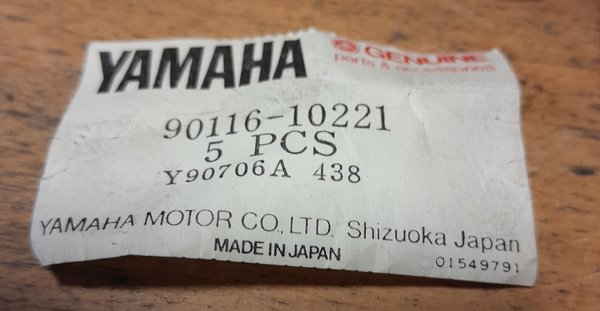 YAMAHA
GENUINE
parts & accessories
90116-10221
5 PCS
Y90706A 438
YAMAHA MOTOR CO., LTD. Shizuoka Japan
MADE IN JAPAN
01549791